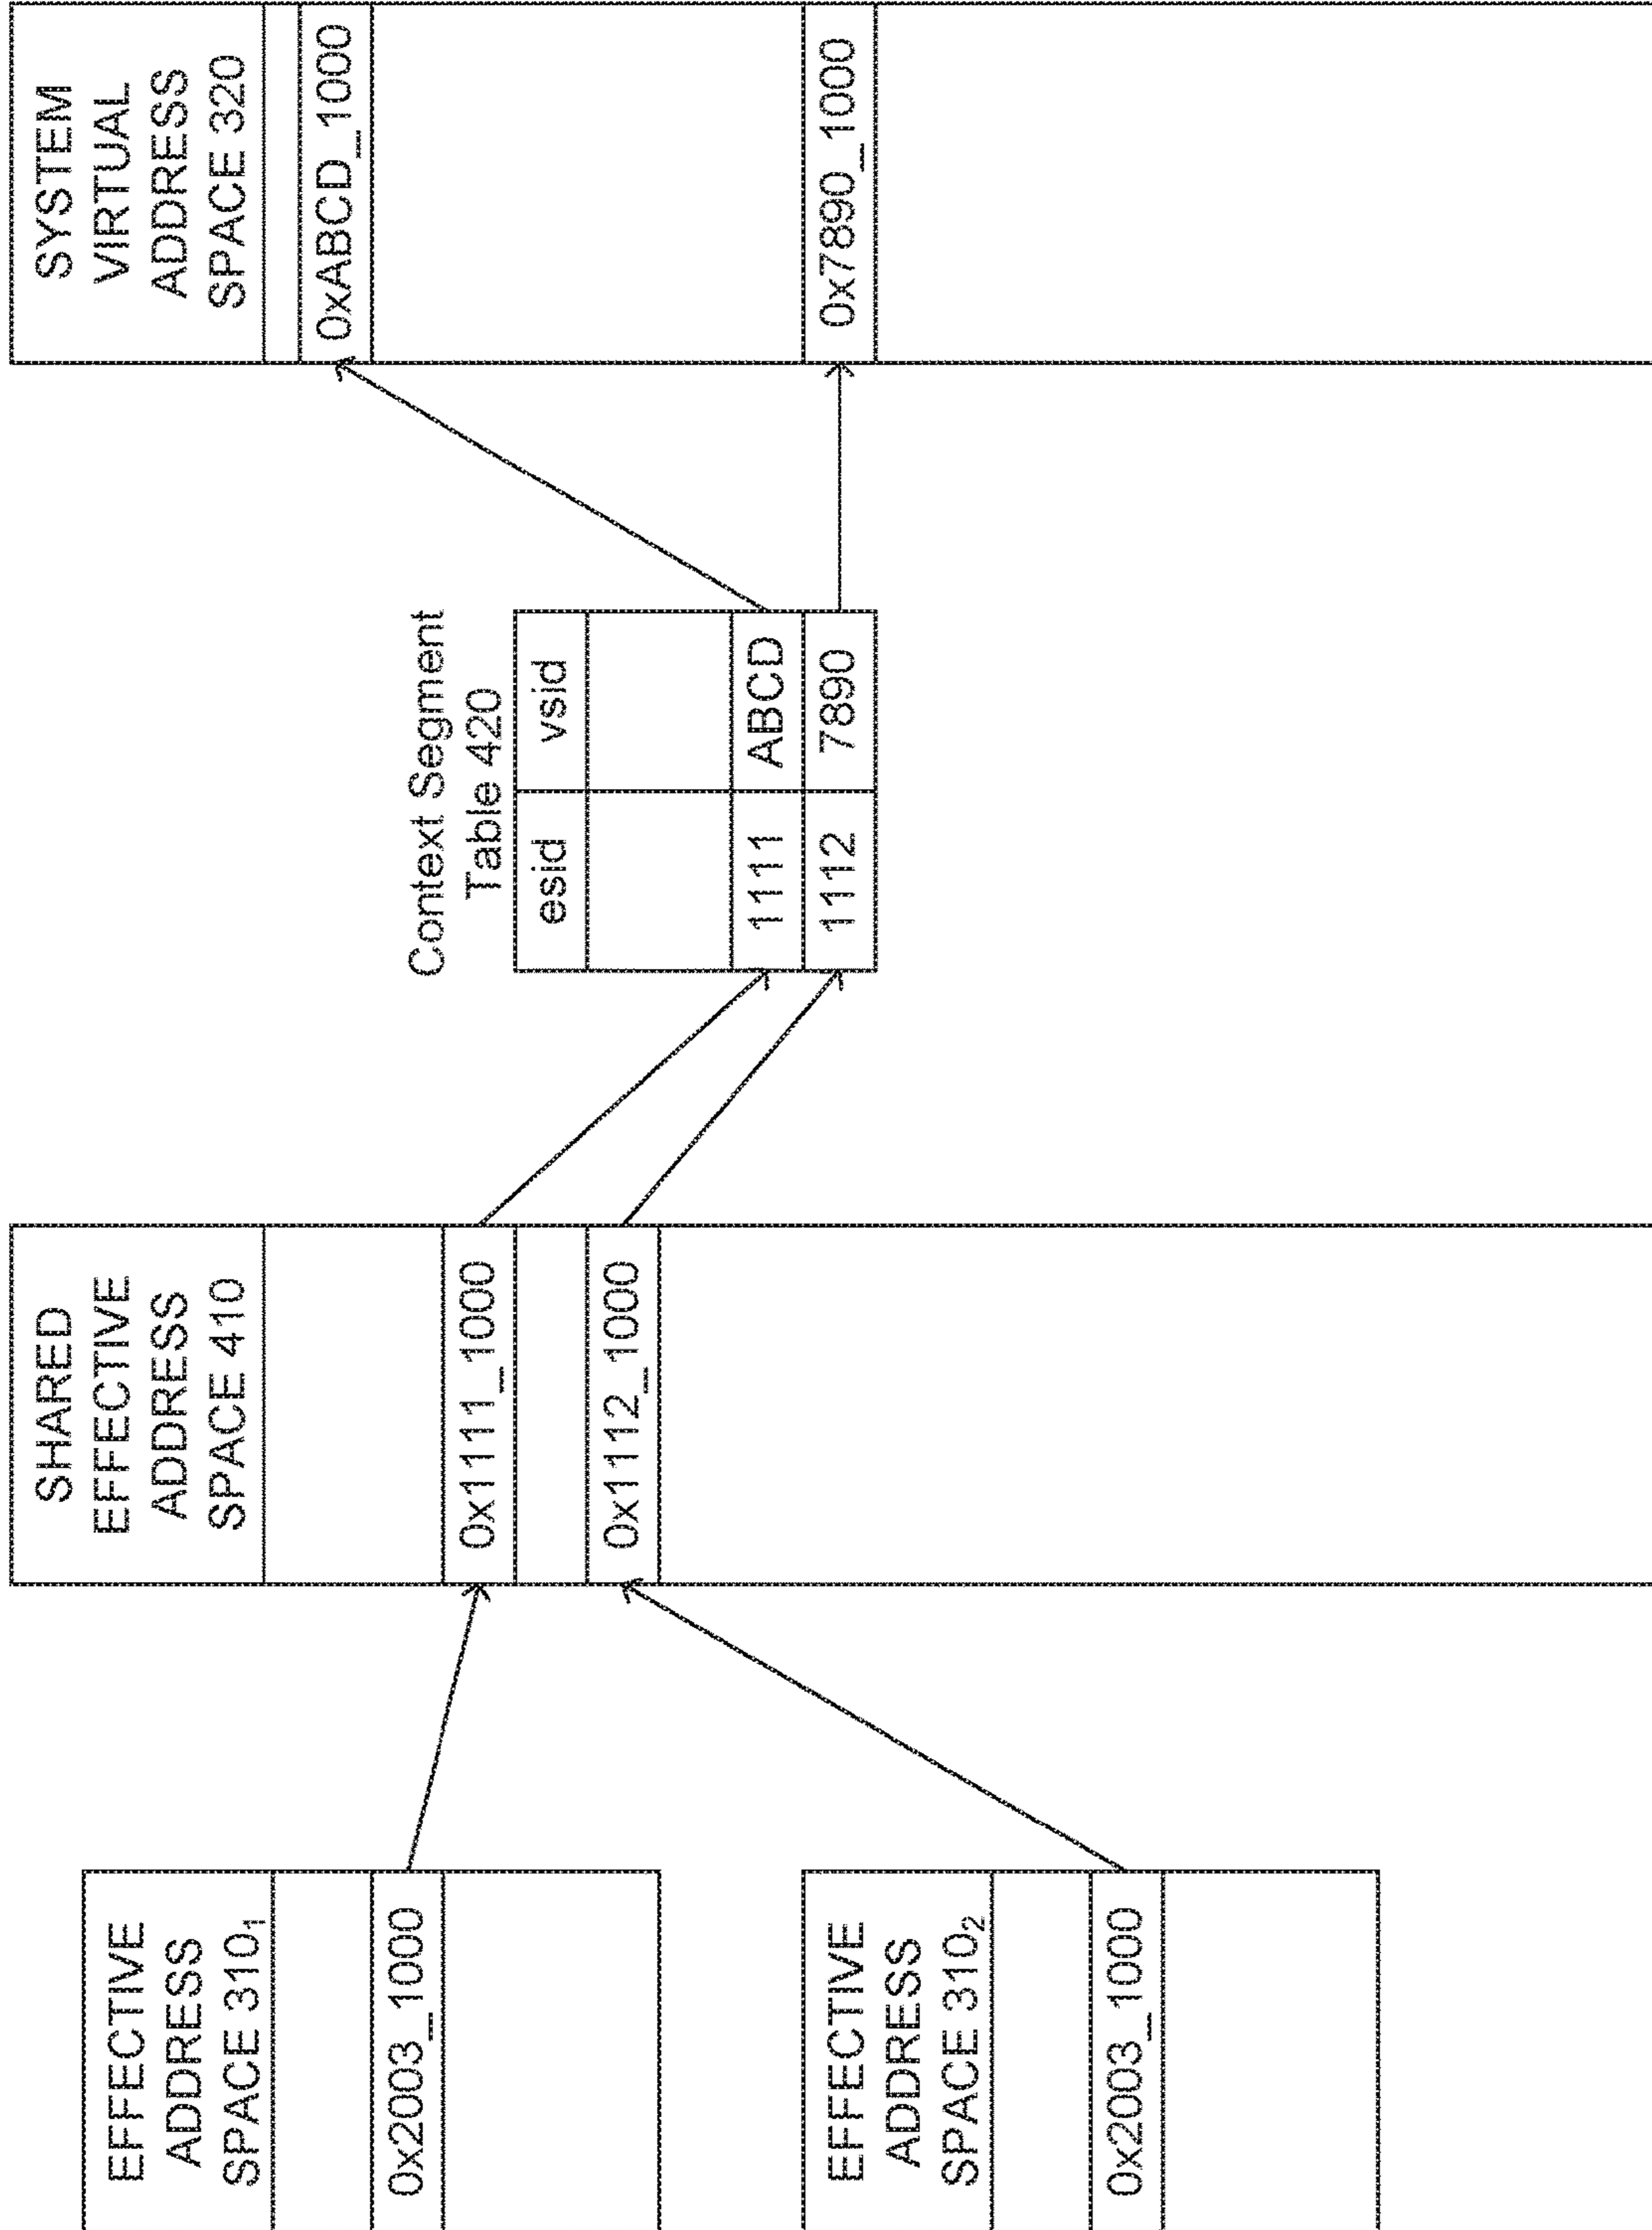 EFFECTIVE
ADDRESS
SPACE 310₁
0x2003_1000
EFFECTIVE
ADDRESS
SPACE 310₂
0x2003_1000
SHARED
EFFECTIVE
ADDRESS
SPACE 410
0x1111_1000
0x1112_1000
Context Segment
Table 420
esid vsid
1111 ABCD
1112 7890
SYSTEM
VIRTUAL
ADDRESS
SPACE 320
0xABCD_1000
0x7890_1000